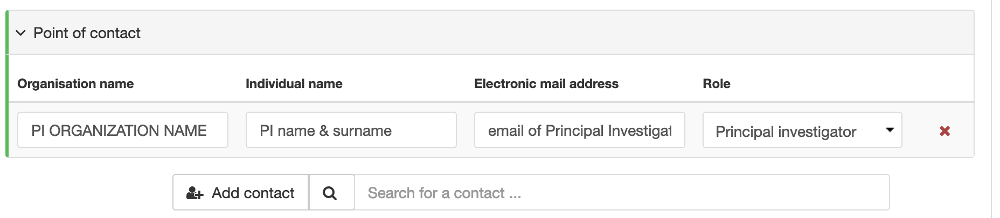 Point of contact
Organisation name Individual name Electronic mail address Role
PI ORGANIZATION NAME PI name & surname email of Principal Investigat Principal investigator
Add contact Search for a contact ...